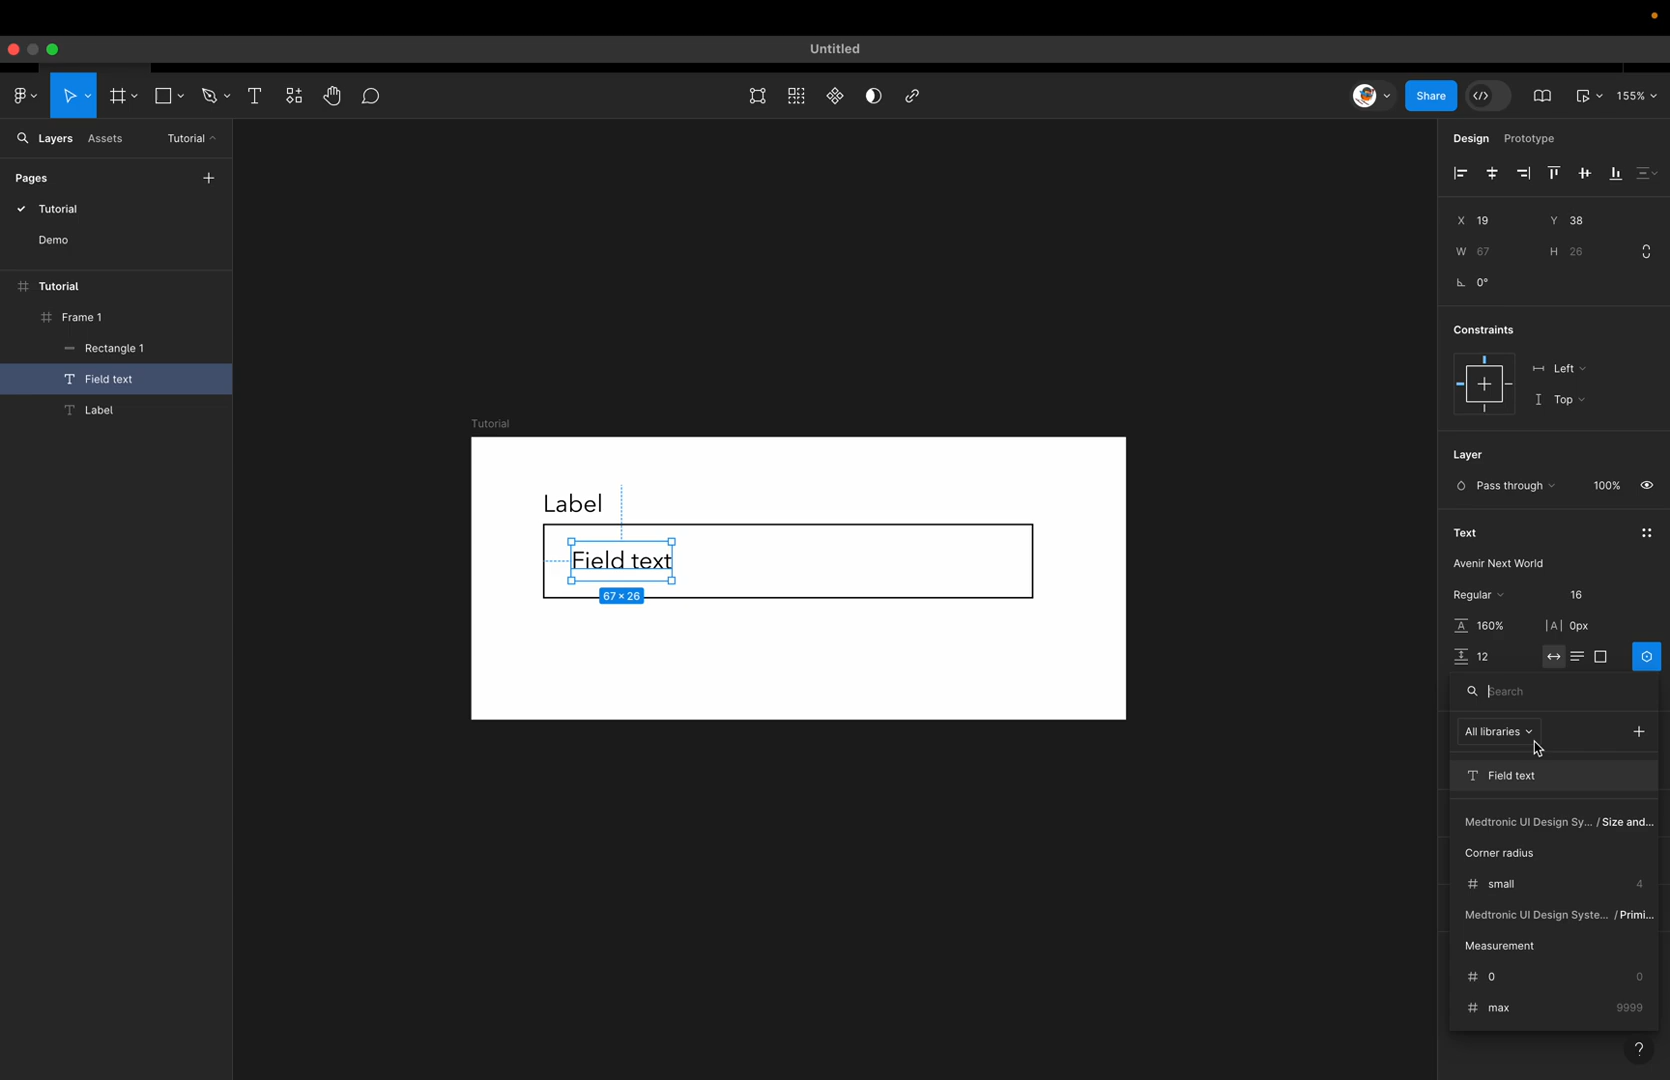 Untitled
Share
155%
Layers
Assets
Tutorial
Design
Prototype
Pages
Tutorial
Demo
Tutorial
Frame 1
Rectangle 1
Field text
Label
Tutorial
Label
Field text
67 × 26
X 19
Y 38
W 67
H 26
0°
Constraints
Left
Top
Layer
Pass through
100%
Text
Avenir Next World
Regular
16
160%
|A| 0px
12
Search
All libraries
Field text
Medtronic UI Design Sy... / Size and...
Corner radius
small 4
Medtronic UI Design Syste... / Primi...
Measurement
0 0
max 9999
?